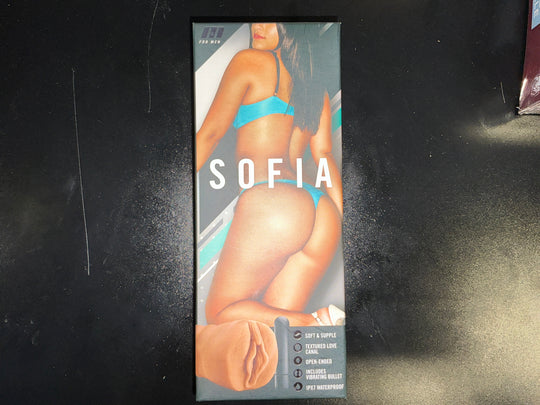 FOR MEN
SOFIA
SOFT & SUPPLE
TEXTURED LOVE
CANAL
OPEN-ENDED
INCLUDES
VIBRATING BULLET
IPX7 WATERPROOF